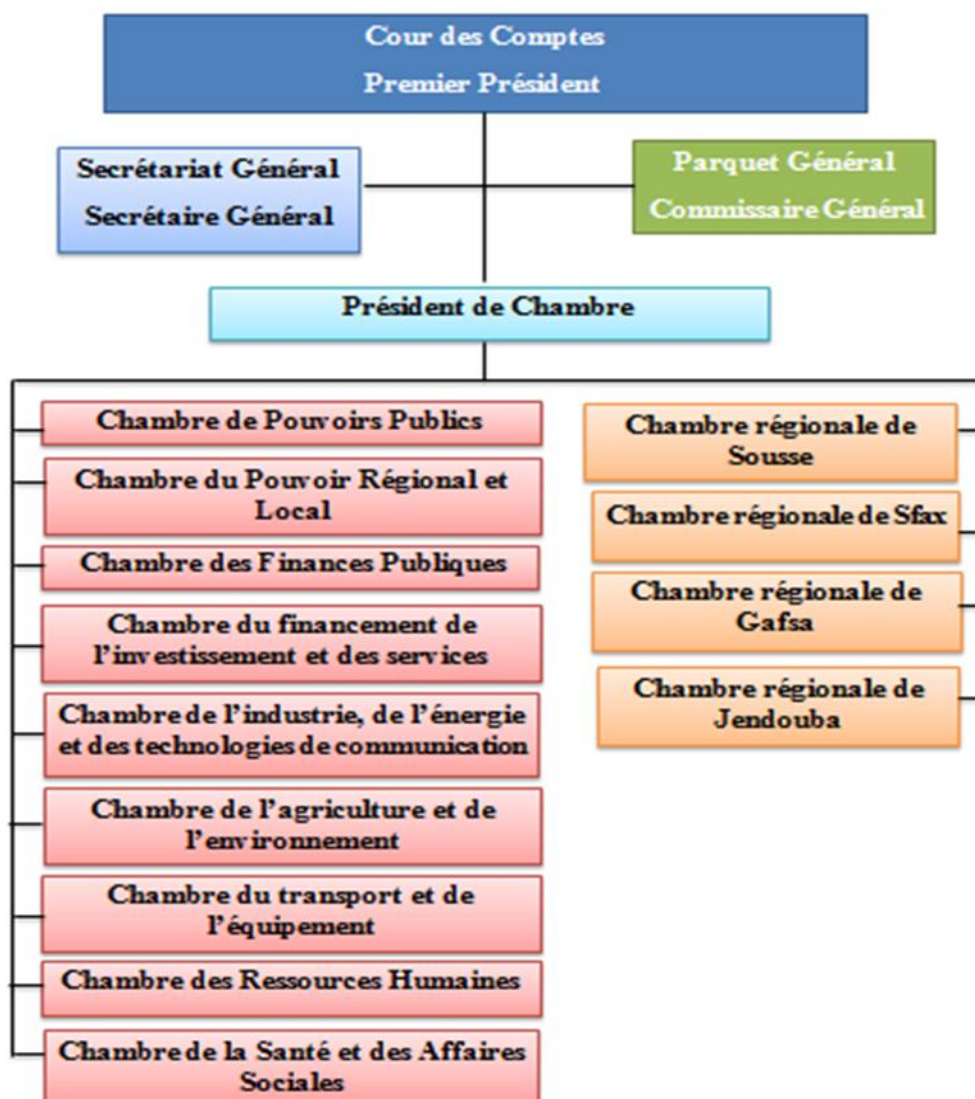 Cour des Comptes
Premier Président
Secrétariat Général
Secrétaire Général
Parquet Général
Commissaire Général
Président de Chambre
Chambre de Pouvoirs Publics
Chambre du Pouvoir Régional et
Local
Chambre des Finances Publiques
Chambre du financement de
l’investissement et des services
Chambre de l’industrie, de l’énergie
et des technologies de communication
Chambre de l’agriculture et de
l’environnement
Chambre du transport et de
l’équipement
Chambre des Ressources Humaines
Chambre de la Santé et des Affaires
Sociales
Chambre régionale de
Sousse
Chambre régionale de Sfax
Chambre régionale de
Gafsa
Chambre régionale de
Jendouba